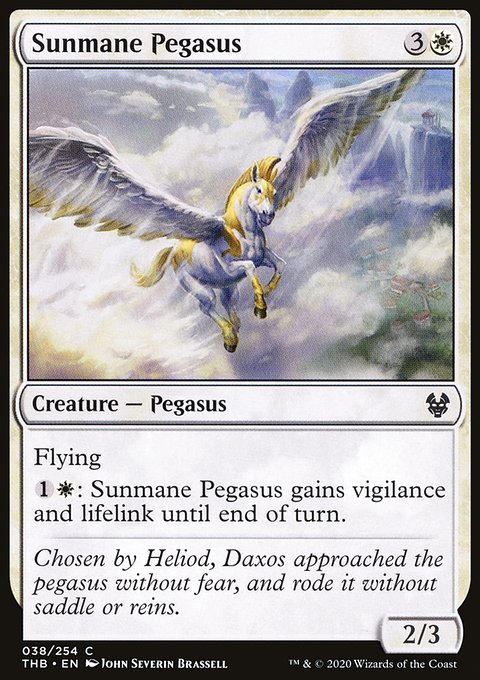 Sunmane Pegasus 3
Creature — Pegasus
Flying
1: Sunmane Pegasus gains vigilance
and lifelink until end of turn.
Chosen by Heliod, Daxos approached the
pegasus without fear, and rode it without
saddle or reins.
2/3
038/254 C
THB • EN John Severin Brassell
™ & © 2020 Wizards of the Coast